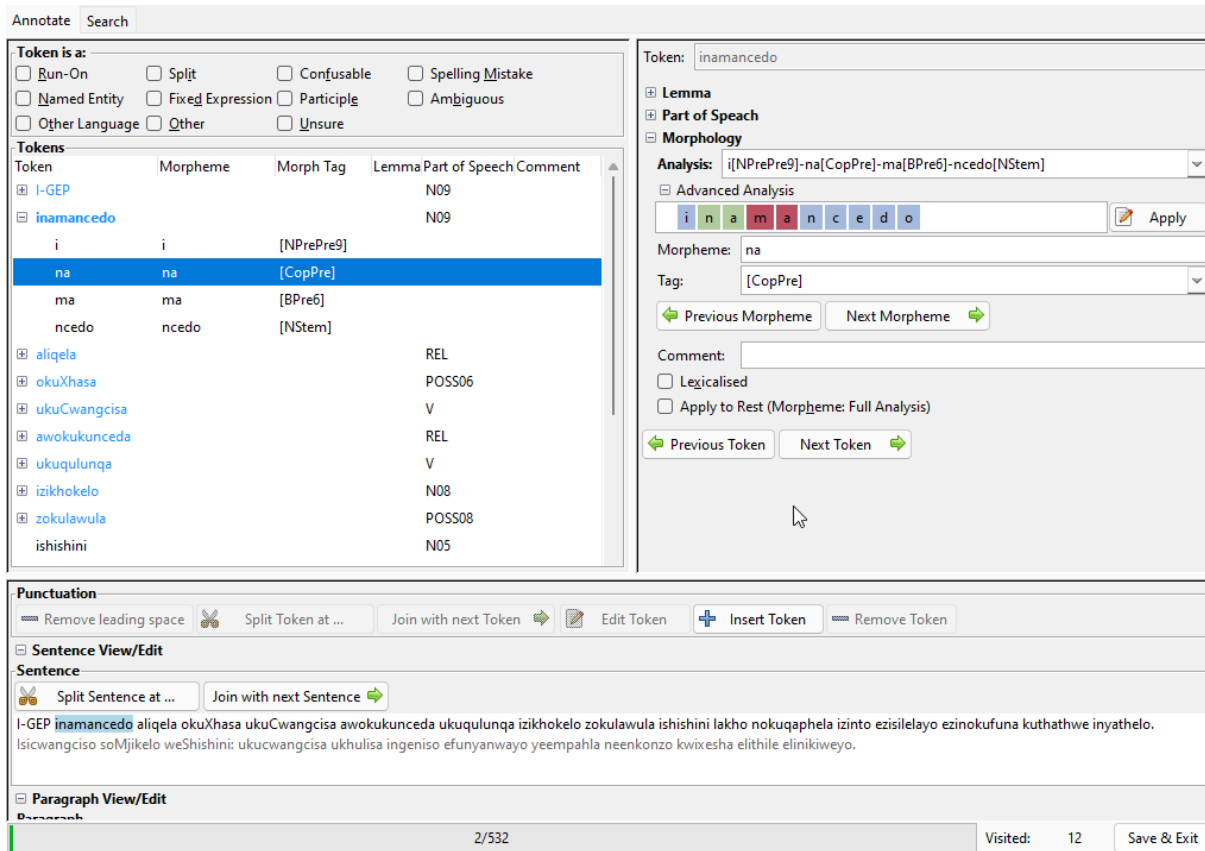 Annotate Search
Token is a:
Run-On Split Confusable Spelling Mistake
Named Entity Fixed Expression Participle Ambiguous
Other Language Other Unsure
Tokens
Token Morpheme Morph Tag Lemma Part of Speech Comment
I-GEP N09
inamancedo N09
i i [NPrePre9]
na na [CopPre]
ma ma [BPre6]
ncedo ncedo [NStem]
aliqela REL
okuXhasa POSS06
ukuCwangcisa V
awokukunceda REL
ukuqulunqa V
izikhokelo N08
zokulawula POSS08
ishishini N05
Token: inamancedo
Lemma
Part of Speach
Morphology
Analysis: i[NPrePre9]-na[CopPre]-ma[BPre6]-ncedo[NStem]
Advanced Analysis
i n a m a n c e d o Apply
Morpheme: na
Tag: [CopPre]
Previous Morpheme Next Morpheme
Comment:
Lexicalised
Apply to Rest (Morpheme: Full Analysis)
Previous Token Next Token
Punctuation
Remove leading space Split Token at ... Join with next Token Edit Token Insert Token Remove Token
Sentence View/Edit
Sentence
Split Sentence at ... Join with next Sentence
I-GEP inamancedo aliqela okuXhasa ukuCwangcisa awokukunceda ukuqulunqa izikhokelo zokulawula ishishini lakho nokuqaphela izinto ezisilelayo ezinokufuna kuthathwe inyathelo.
Isicwangciso soMjikelo weShishini: ukucwangcisa ukhulisa ingeniso efunyanwayo yeempahla neenkonzo kwixesha elithile elinikiweyo.
Paragraph View/Edit
Paragraph
2/532 Visited: 12 Save & Exit